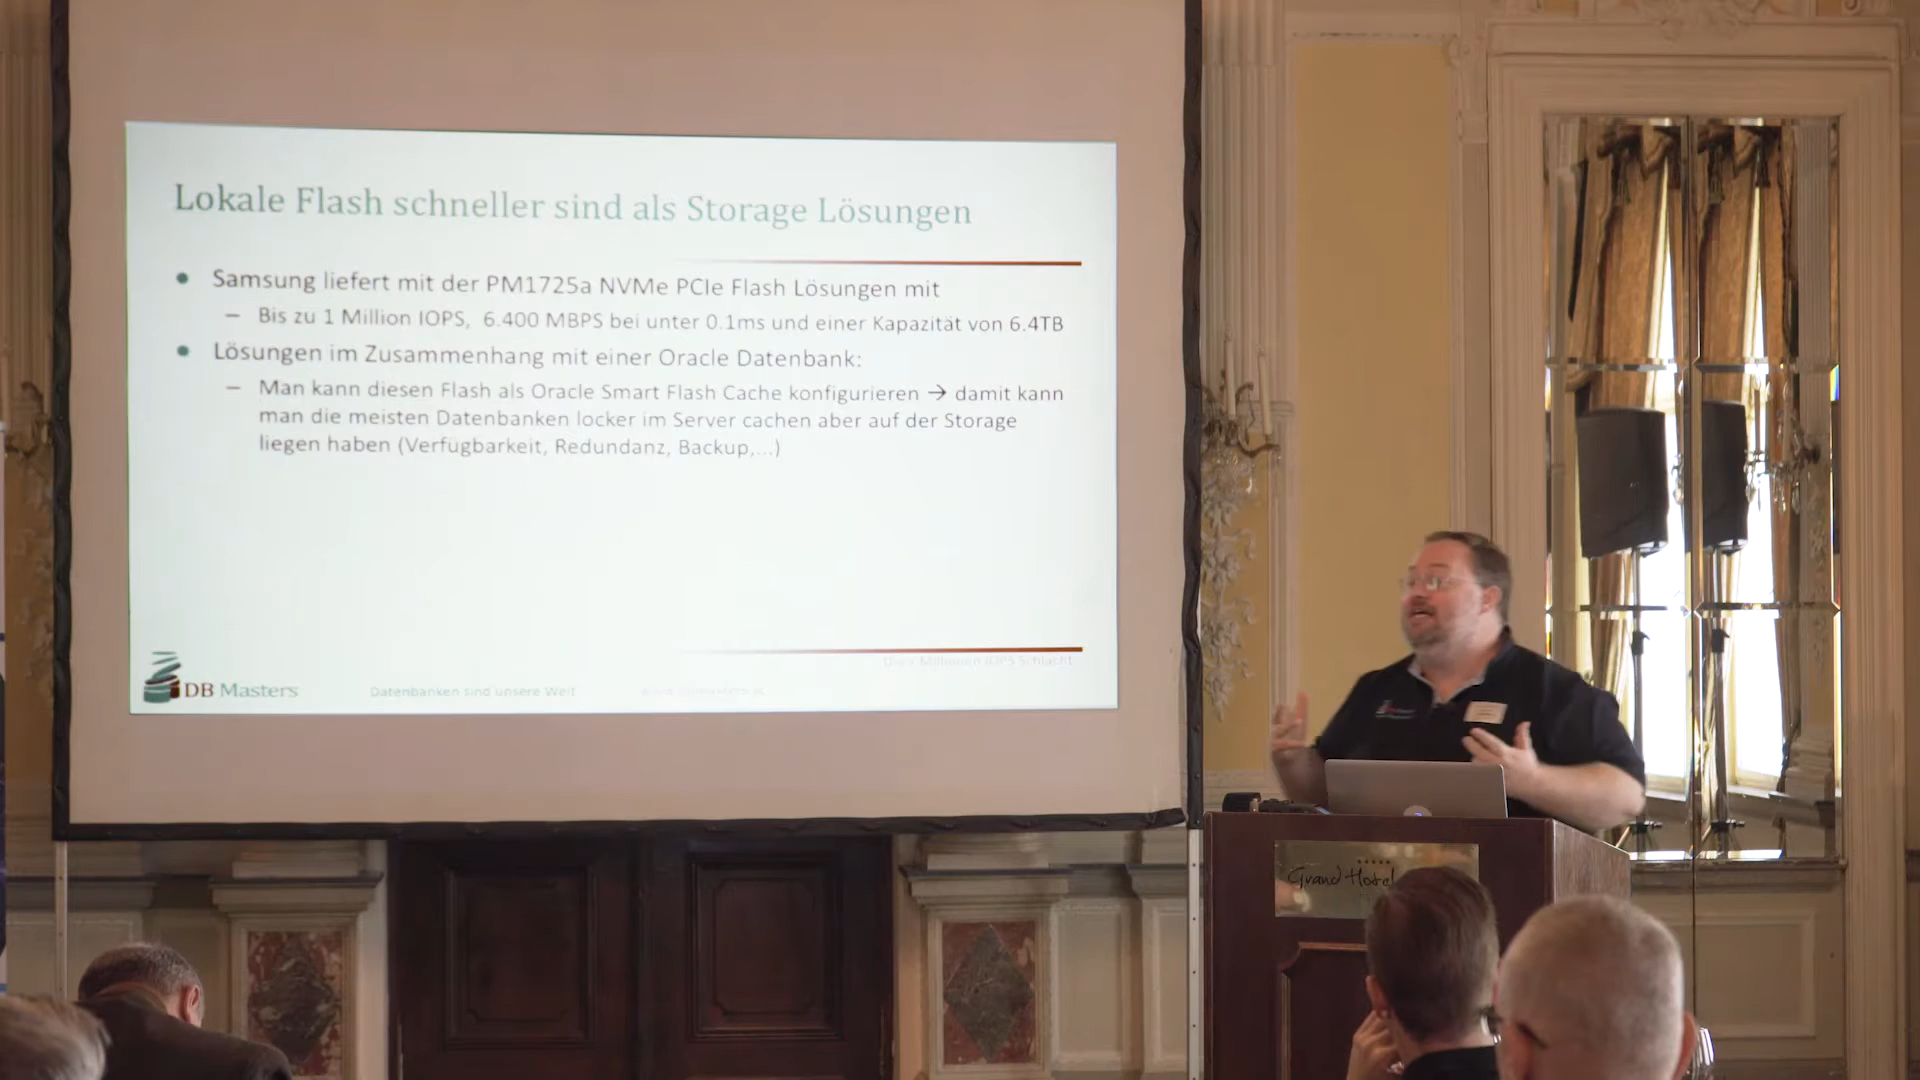 Lokale Flash schneller sind als Storage Lösungen
Samsung liefert mit der PM1725a NVMe PCIe Flash Lösungen mit
– Bis zu 1 Million IOPS, 6.400 MBPS bei unter 0.1ms und einer Kapazität von 6.4TB
Lösungen im Zusammenhang mit einer Oracle Datenbank:
– Man kann diesen Flash als Oracle Smart Flash Cache konfigurieren → damit kann
man die meisten Datenbanken locker im Server cachen aber auf der Storage
liegen haben (Verfügbarkeit, Redundanz, Backup,...)
Millionen IOPS Schlacht
DB Masters
Datenbanken sind unsere Welt
Grand Hotel